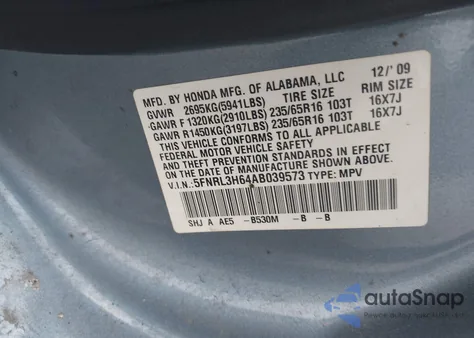 MFD. BY HONDA MFG. OF ALABAMA, LLC 12/'09
GVWR 2695KG(5941LBS) TIRE SIZE RIM SIZE
GAWR F 1320KG(2910LBS) 235/65R16 103T 16X7J
GAWR R1450KG(3197LBS) 235/65R16 103T 16X7J
THIS VEHICLE CONFORMS TO ALL APPLICABLE
FEDERAL MOTOR VEHICLE SAFETY
AND THEFT PREVENTION STANDARDS IN EFFECT ON THE
DATE OF MANUFACTURE SHOWN ABOVE.
V.I.N.: 5FNRL3H64AB039573 TYPE: MPV
SHJ A AE5 -B530M -B -B
autoSnap